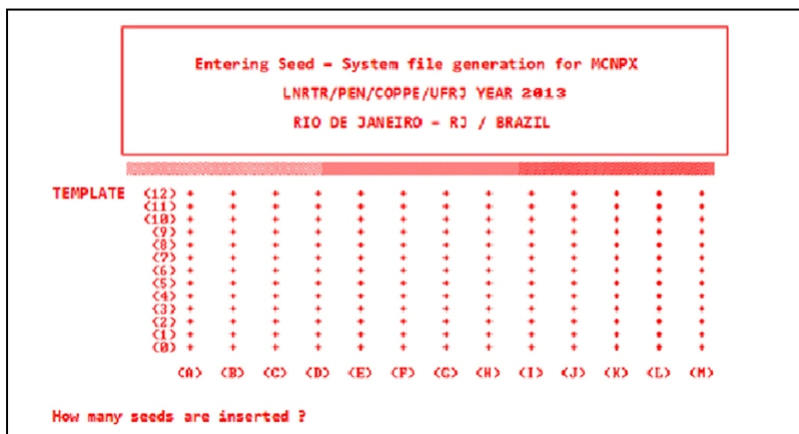 Entering Seed - System file generation for MCNPX
LNRTR/PEN/COPPE/UFRJ YEAR 2013
RIO DE JANEIRO - RJ / BRAZIL
TEMPLATE (12) + + + + + + + + + + + + +
(11) + + + + + + + + + + + + +
(10) + + + + + + + + + + + + +
(9) + + + + + + + + + + + + +
(8) + + + + + + + + + + + + +
(7) + + + + + + + + + + + + +
(6) + + + + + + + + + + + + +
(5) + + + + + + + + + + + + +
(4) + + + + + + + + + + + + +
(3) + + + + + + + + + + + + +
(2) + + + + + + + + + + + + +
(1) + + + + + + + + + + + + +
(0) + + + + + + + + + + + + +
(A) (B) (C) (D) (E) (F) (G) (H) (I) (J) (K) (L) (M)
How many seeds are inserted ?